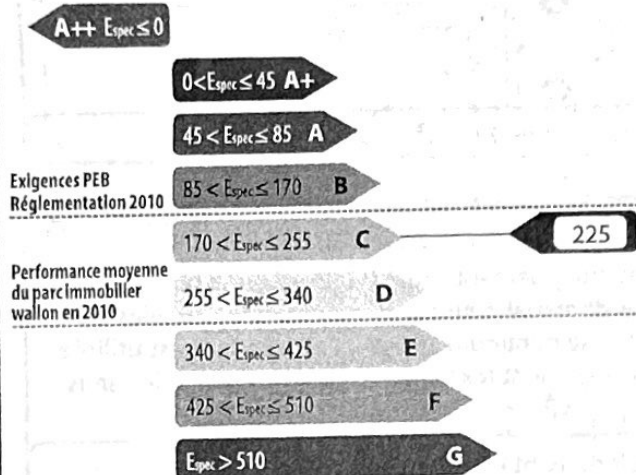 A++ Espec ≤ 0
0 < Espec ≤ 45 A+
45 < Espec ≤ 85 A
Exigences PEB
Réglementation 2010
85 < Espec ≤ 170 B
170 < Espec ≤ 255 C
225
Performance moyenne
du parc immobilier
wallon en 2010
255 < Espec ≤ 340 D
340 < Espec ≤ 425 E
425 < Espec ≤ 510 F
Espec > 510 G